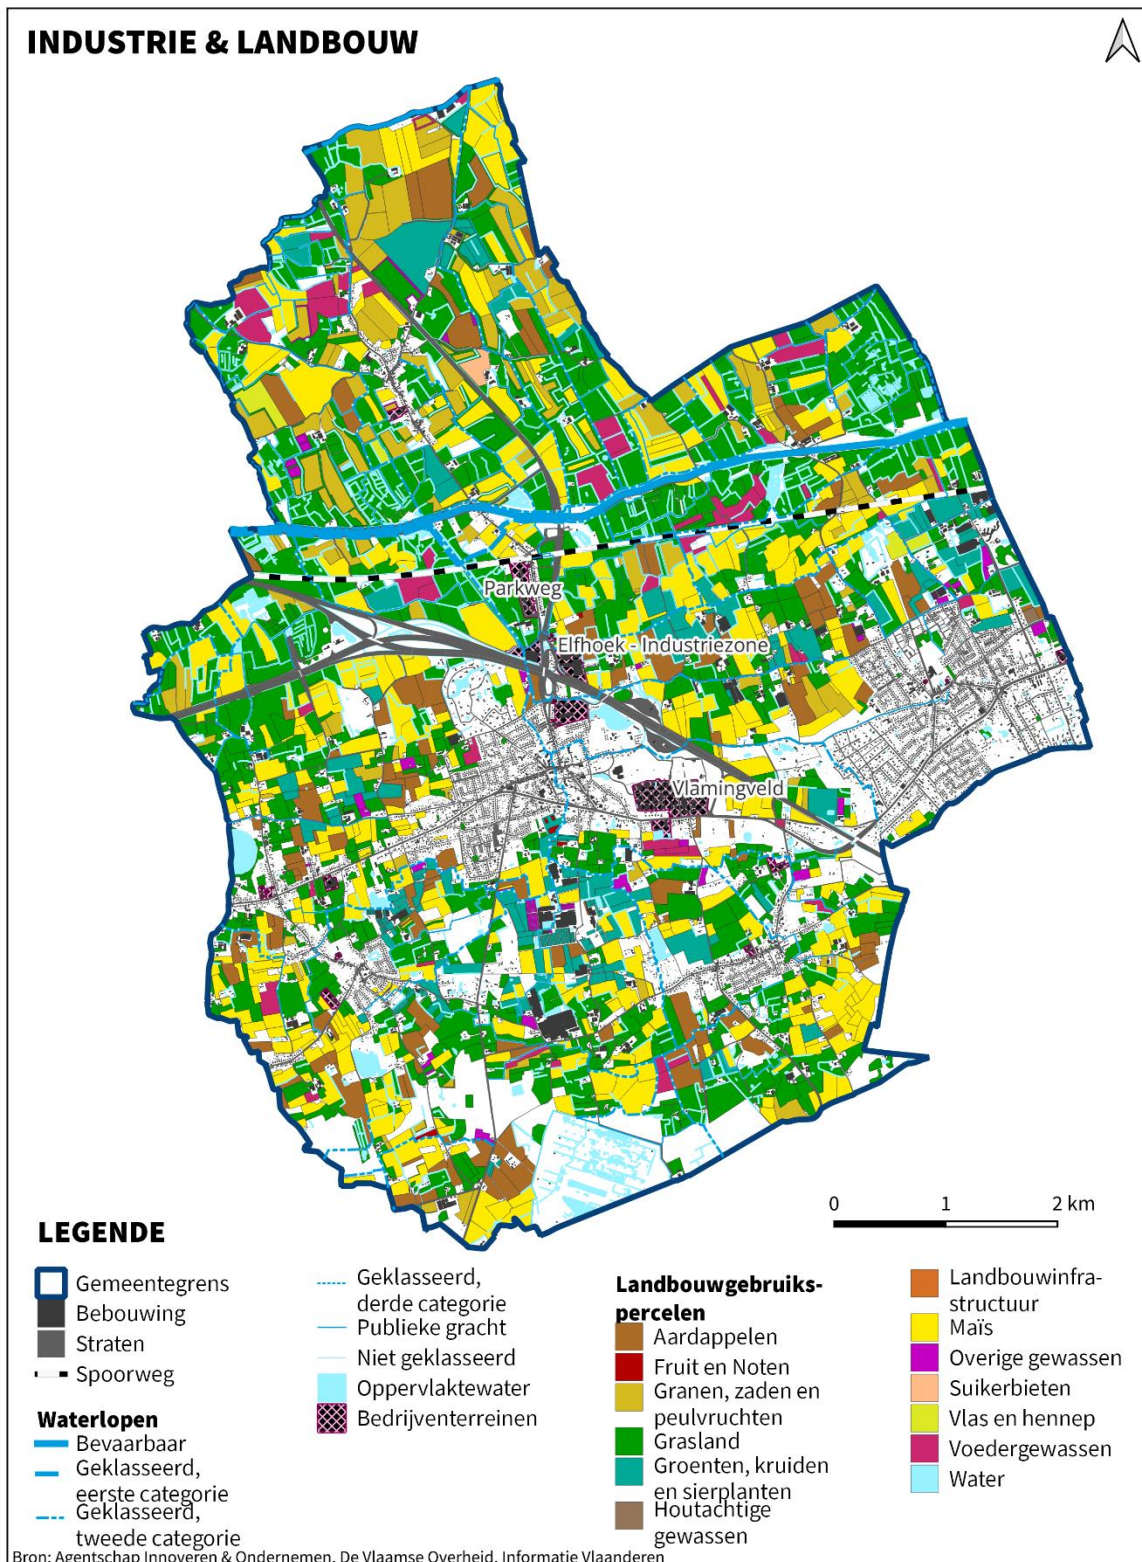 INDUSTRIE & LANDBOUW
Parkweg
Elfhoek - Industriezone
Vlamingveld
0 1 2 km
LEGENDE
Gemeentegrens
Bebouwing
Straten
Spoorweg
Waterlopen
Bevaarbaar
Geklasseerd,
eerste categorie
Geklasseerd,
tweede categorie
Geklasseerd,
derde categorie
Publieke gracht
Niet geklasseerd
Oppervlaktewater
Bedrijventerreinen
Landbouwgebruiks-
percelen
Aardappelen
Fruit en Noten
Granen, zaden en
peulvruchten
Grasland
Groenten, kruiden
en sierplanten
Houtachtige
gewassen
Landbouwinfra-
structuur
Maïs
Overige gewassen
Suikerbieten
Vlas en hennep
Voedergewassen
Water
Bron: Agentschap Innoveren & Ondernemen, De Vlaamse Overheid, Informatie Vlaanderen